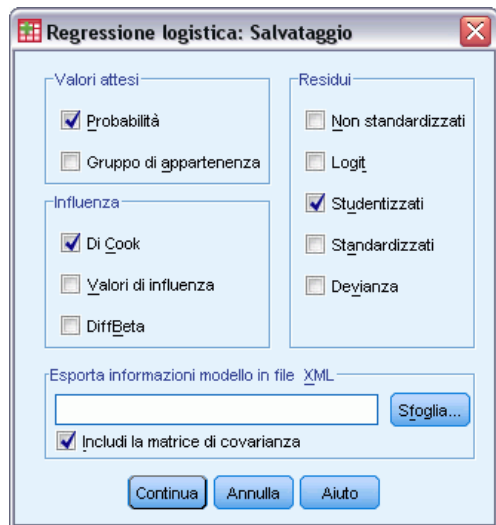 Regressione logistica: Salvataggio
Valori attesi
Probabilità
Gruppo di appartenenza
Influenza
Di Cook
Valori di influenza
DiffBeta
Residui
Non standardizzati
Logit
Studentizzati
Standardizzati
Devianza
Esporta informazioni modello in file XML
Sfoglia...
Includi la matrice di covarianza
Continua
Annulla
Aiuto